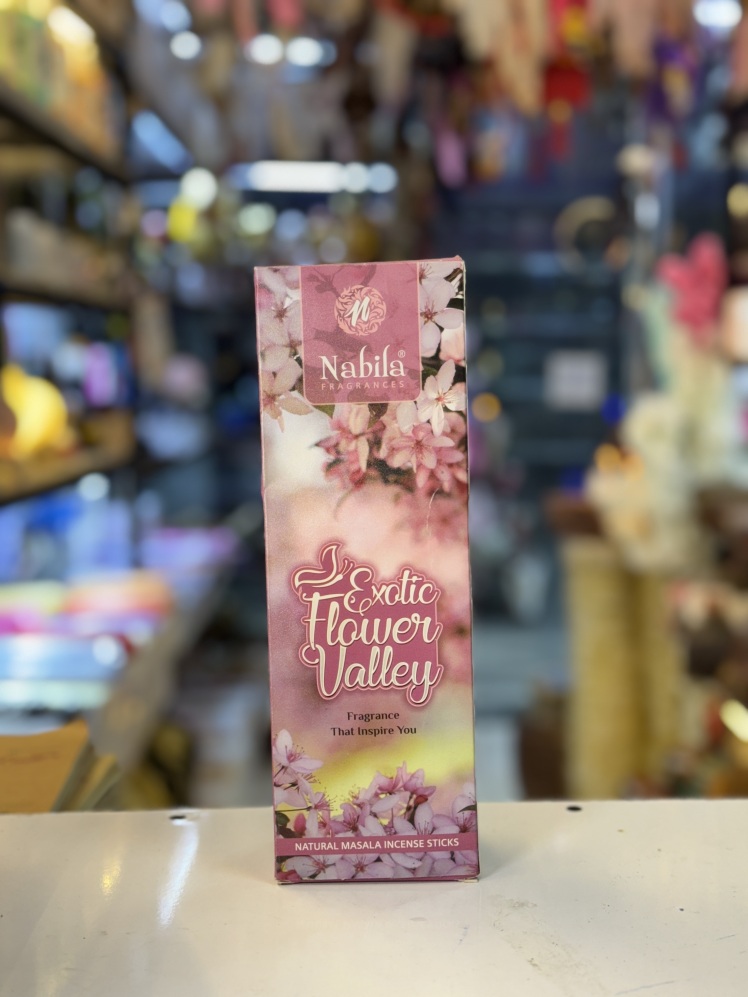 n
Nabila®
FRAGRANCES
Exotic
Flower
Valley
Fragrance
That Inspire You
NATURAL MASALA INCENSE STICKS